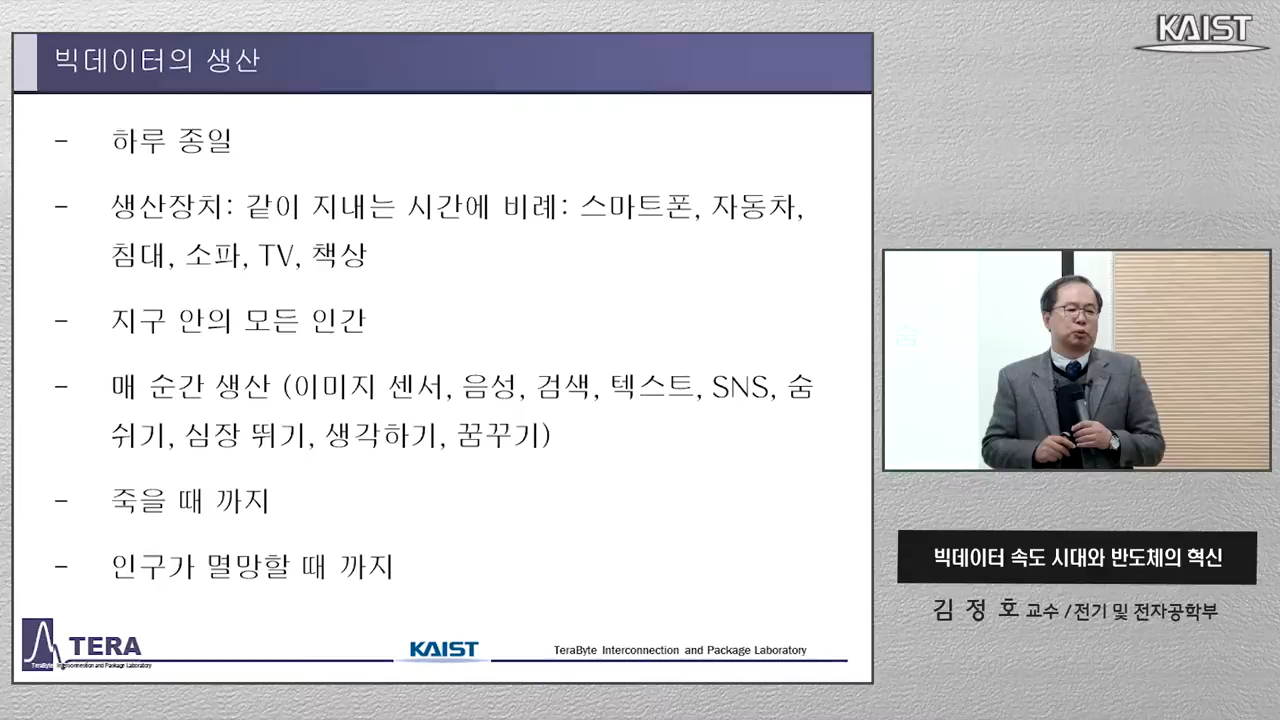 KAIST
빅데이터의 생산
- 하루 종일
- 생산장치: 같이 지내는 시간에 비례: 스마트폰, 자동차,
침대, 소파, TV, 책상
- 지구 안의 모든 인간
- 매 순간 생산 (이미지 센서, 음성, 검색, 텍스트, SNS, 숨
쉬기, 심장 뛰기, 생각하기, 꿈꾸기)
- 죽을 때 까지
- 인구가 멸망할 때 까지
TERA
TeraByte Interconnection and Package Laboratory
KAIST
TeraByte Interconnection and Package Laboratory
빅데이터 속도 시대와 반도체의 혁신
김 정 호 교수 / 전기 및 전자공학부